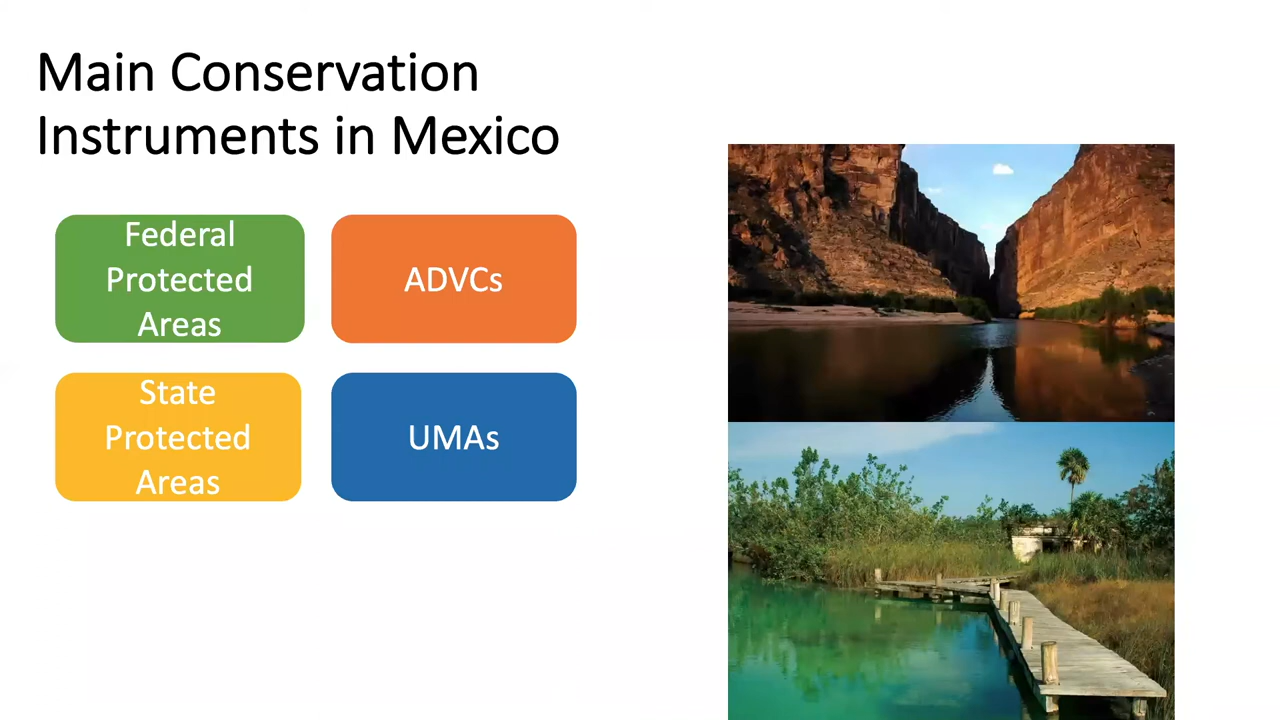 Main Conservation
Instruments in Mexico
Federal
Protected
Areas
ADVCs
State
Protected
Areas
UMAs